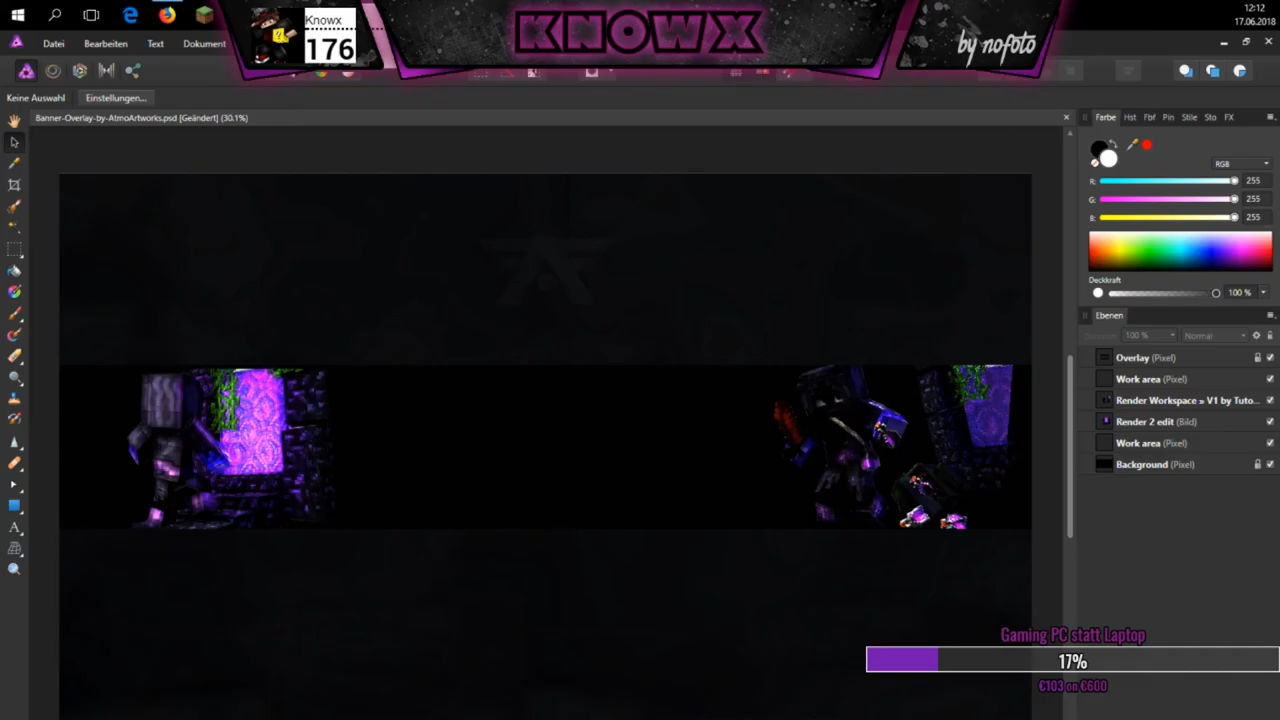 12:12
17.06.2018
Knowx
176
KNOWX
by nofoto
Datei
Bearbeiten
Text
Dokument
Keine Auswahl
Einstellungen...
Banner-Overlay-by-AtmoArtworks.psd [Geändert] (30.1%)
Farbe
Hst
Fbf
Pin
Stile
Sto
FX
RGB
R:
255
G:
255
B:
255
Deckkraft
100 %
Ebenen
100 %
Normal
Overlay (Pixel)
Work area (Pixel)
Render Workspace » V1 by Tuto...
Render 2 edit (Bild)
Work area (Pixel)
Background (Pixel)
Gaming PC statt Laptop
17%
€103 on €600